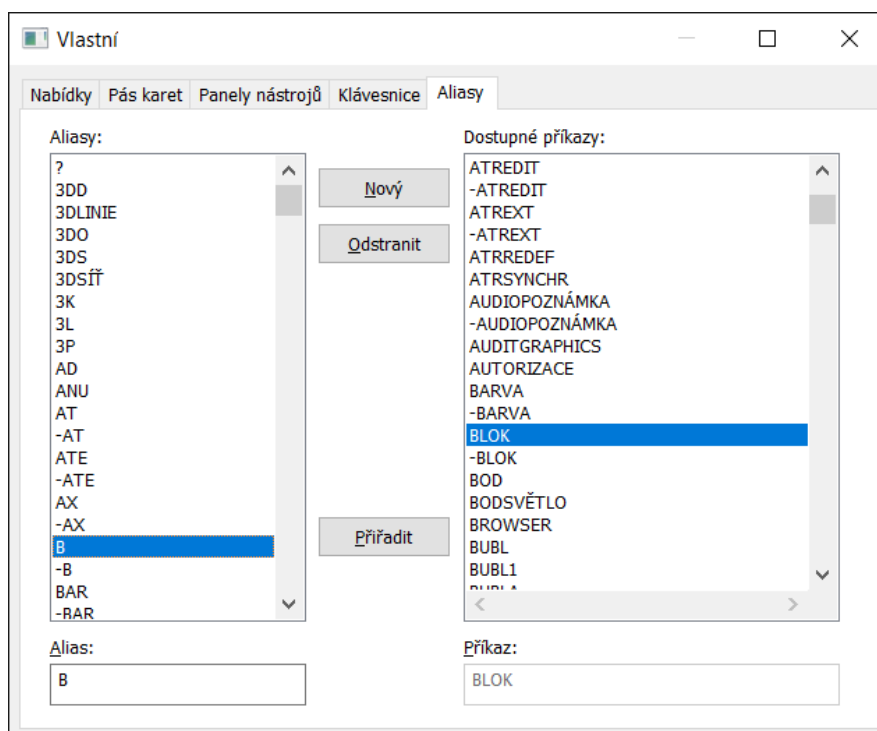 Vlastní
Nabídky Pás karet Panely nástrojů Klávesnice Aliasy
Aliasy:
?
3DD
3DLINIE
3DO
3DS
3DSÍŤ
3K
3L
3P
AD
ANU
AT
-AT
ATE
-ATE
AX
-AX
B
-B
BAR
-BAR
Alias:
B
Nový
Odstranit
Přiřadit
Dostupné příkazy:
ATREDIT
-ATREDIT
ATREXT
-ATREXT
ATRREDEF
ATRSYNCHR
AUDIOPOZNÁMKA
-AUDIOPOZNÁMKA
AUDITGRAPHICS
AUTORIZACE
BARVA
-BARVA
BLOK
-BLOK
BOD
BODSVĚTLO
BROWSER
BUBL
BUBL1
Příkaz:
BLOK